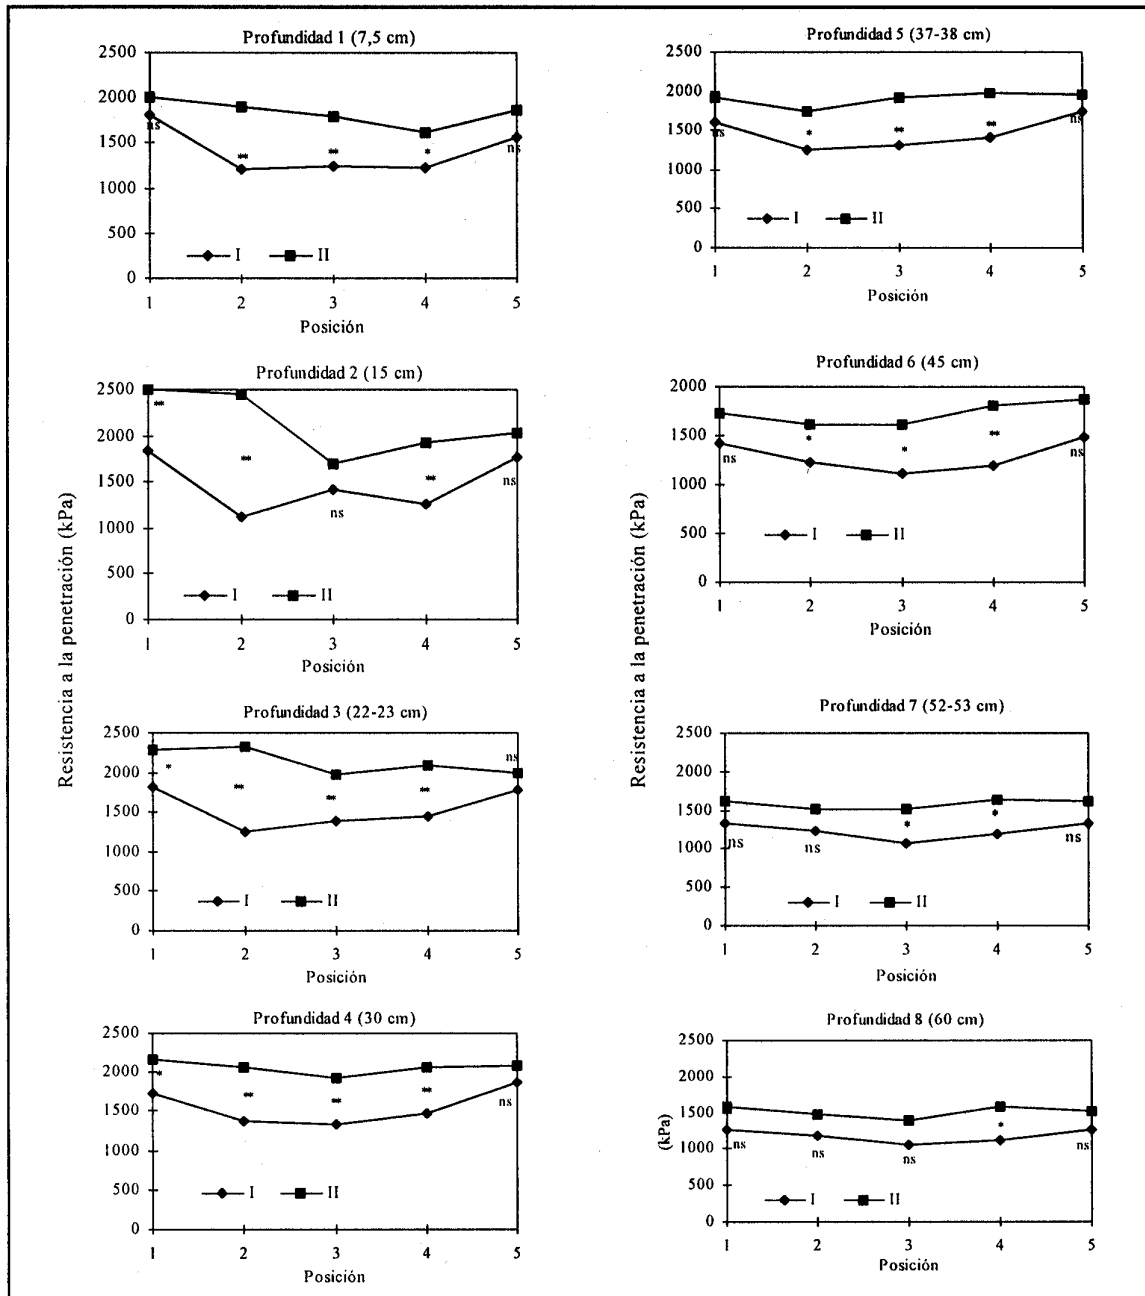 Profundidad 1 (7,5 cm)
2500
2000
1500
1000
500
0
ns
**
**
*
ns
I
II
1 2 3 4 5
Posición
Profundidad 2 (15 cm)
2500
2000
1500
1000
500
0
**
**
ns
**
ns
I
II
1 2 3 4 5
Posición
Resistencia a la penetración (kPa)
Profundidad 3 (22-23 cm)
2500
2000
1500
1000
500
0
*
**
**
**
ns
I
II
1 2 3 4 5
Posición
Profundidad 4 (30 cm)
2500
2000
1500
1000
500
0
*
**
**
**
ns
I
II
1 2 3 4 5
Posición
Profundidad 5 (37-38 cm)
2500
2000
1500
1000
500
0
ns
*
**
**
ns
I
II
1 2 3 4 5
Posición
Profundidad 6 (45 cm)
2000
1500
1000
500
0
ns
*
*
**
ns
I
II
1 2 3 4 5
Posición
Resistencia a la penetración (kPa)
Profundidad 7 (52-53 cm)
2500
2000
1500
1000
500
0
ns
ns
*
*
ns
I
II
1 2 3 4 5
Posición
Profundidad 8 (60 cm)
2500
2000
1500
1000
500
0
(kPa)
ns
ns
ns
*
ns
I
II
1 2 3 4 5
Posición